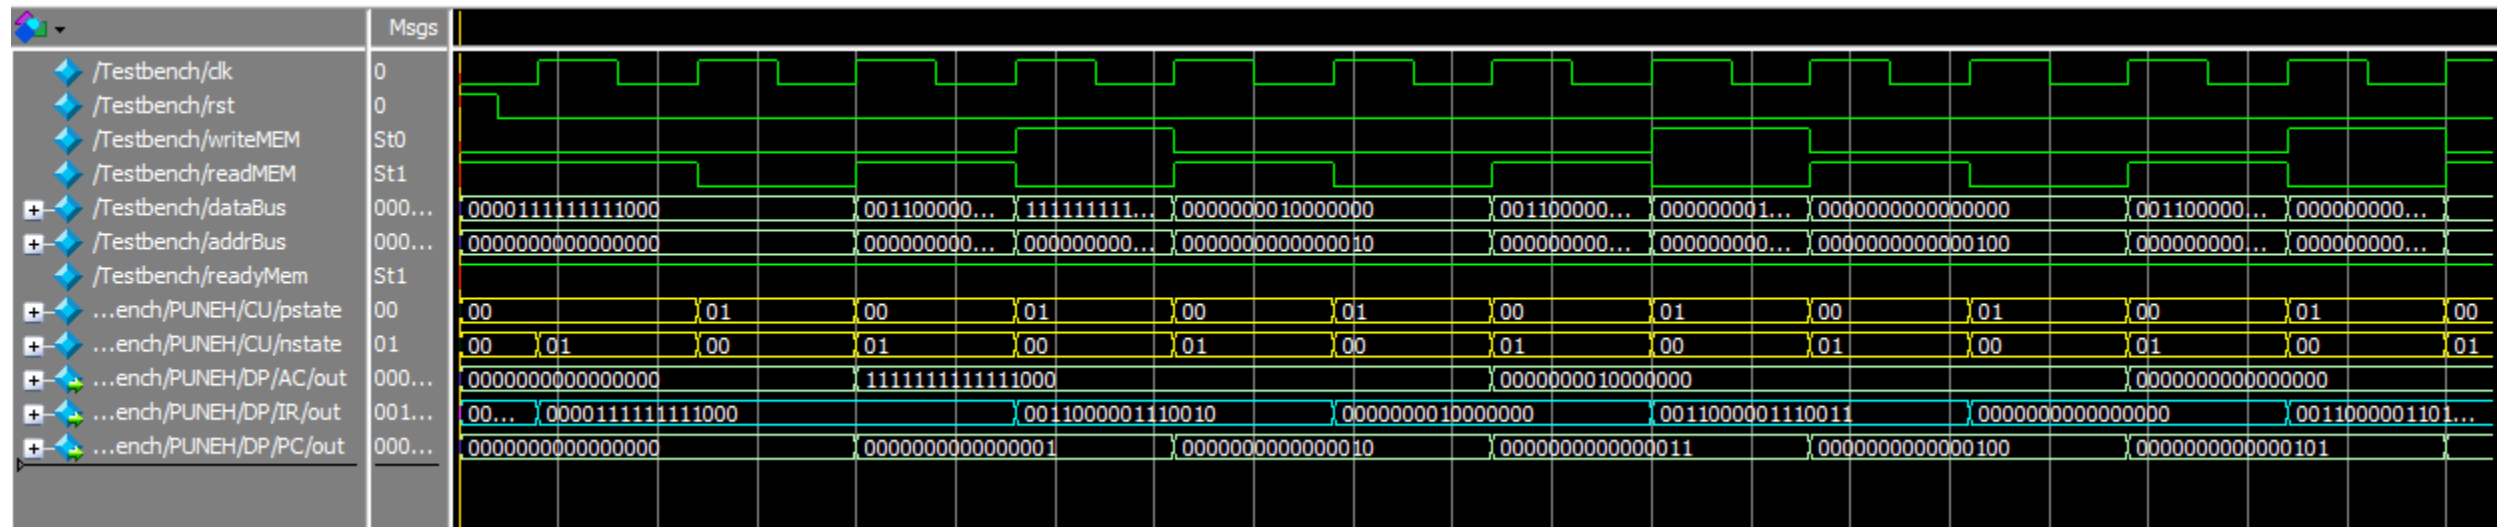 Msgs
/Testbench/clk 0
/Testbench/rst 0
/Testbench/writeMEM St0
/Testbench/readMEM St1
/Testbench/dataBus 000... 0000111111111000 001100000... 111111111... 0000000010000000 001100000... 000000001... 0000000000000000 001100000... 000000000...
/Testbench/addrBus 000... 0000000000000000 000000000... 000000000... 0000000000000010 000000000... 000000000... 0000000000000100 000000000... 000000000...
/Testbench/readyMem St1
...ench/PUNEH/CU/pstate 00 00 01 00 01 00 01 00 01 00 01 00 01 00
...ench/PUNEH/CU/nstate 01 00 01 00 01 00 01 00 01 00 01 00 01 00 01
...ench/PUNEH/DP/AC/out 000... 0000000000000000 1111111111111000 0000000010000000 0000000000000000
...ench/PUNEH/DP/IR/out 001... 00... 0000111111111000 0011000001110010 0000000010000000 0011000001110011 0000000000000000 0011000001101...
...ench/PUNEH/DP/PC/out 000... 0000000000000000 0000000000000001 0000000000000010 0000000000000011 0000000000000100 0000000000000101